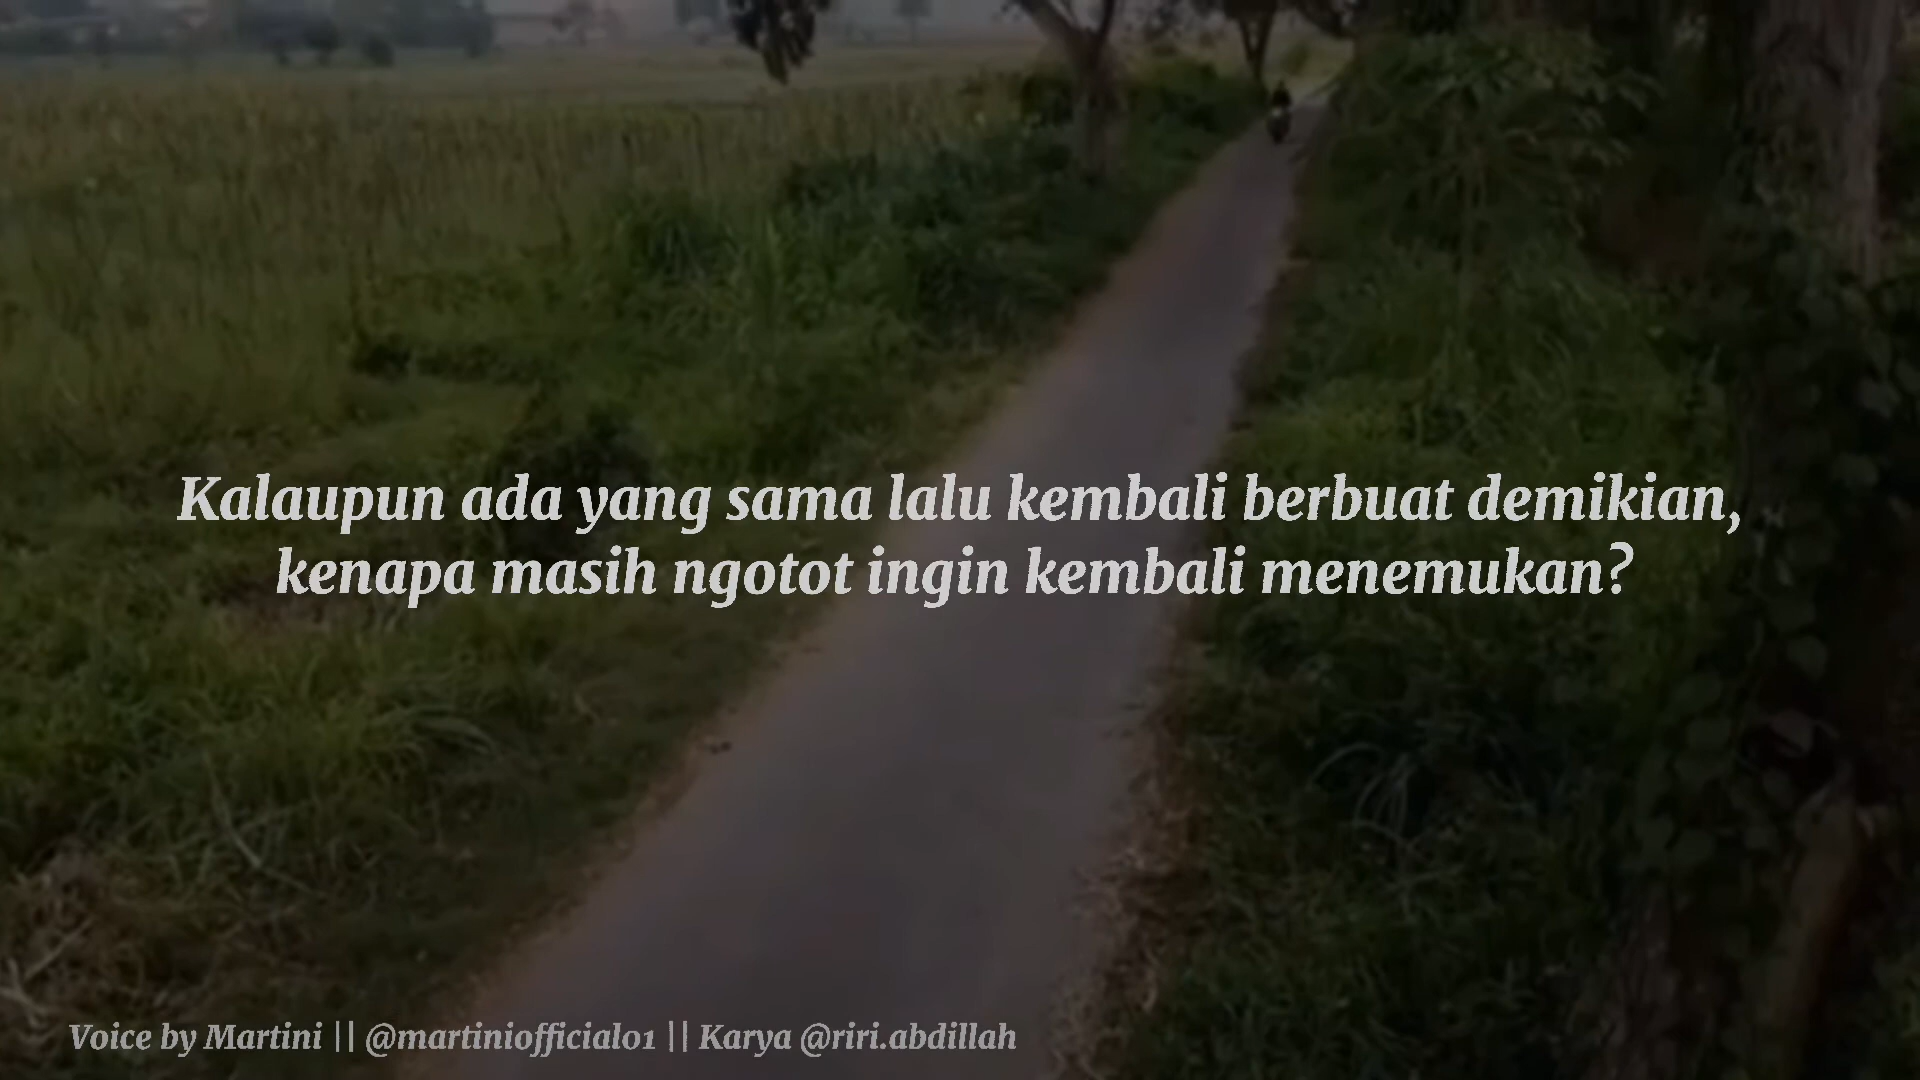 Kalaupun ada yang sama lalu kembali berbuat demikian,
kenapa masih ngotot ingin kembali menemukan?
Voice by Martini || @martiniofficial01 || Karya @riri.abdillah